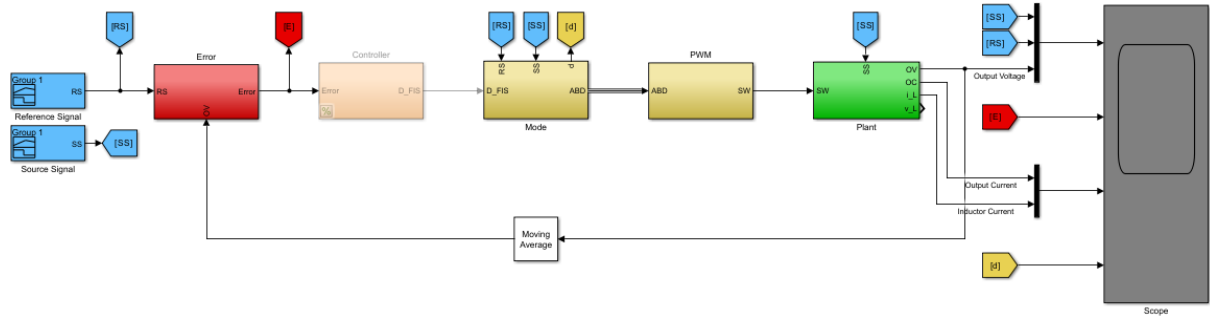 [RS]
[E]
[RS]
[SS]
[d]
[SS]
[SS]
[RS]
Output Voltage
Error
Controller
PWM
Group 1
RS
Reference Signal
RS
Error
OV
Error
D_FIS
RS
SS
d
D_FIS
ABD
Mode
ABD
SW
SS
SW
OV
OC
i_L
v_L
Plant
Group 1
SS
Source Signal
[SS]
[E]
Output Current
Inductor Current
Moving
Average
[d]
Scope